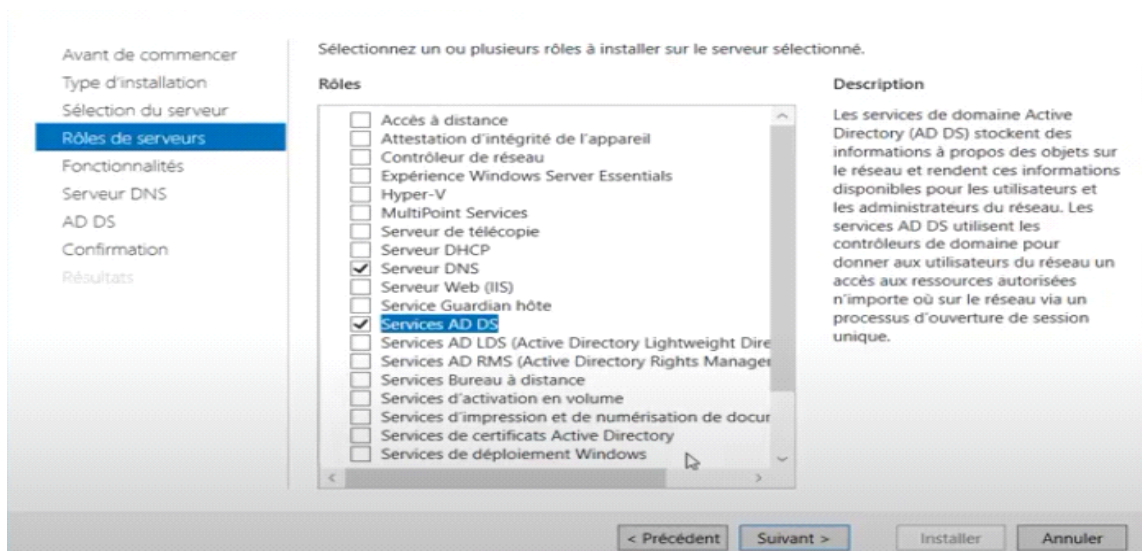 Avant de commencer
Type d'installation
Sélection du serveur
Rôles de serveurs
Fonctionnalités
Serveur DNS
AD DS
Confirmation
Résultats
Sélectionnez un ou plusieurs rôles à installer sur le serveur sélectionné.
Rôles
Accès à distance
Attestation d'intégrité de l'appareil
Contrôleur de réseau
Expérience Windows Server Essentials
Hyper-V
MultiPoint Services
Serveur de télécopie
Serveur DHCP
Serveur DNS
Serveur Web (IIS)
Service Guardian hôte
Services AD DS
Services AD LDS (Active Directory Lightweight Dire
Services AD RMS (Active Directory Rights Manager
Services Bureau à distance
Services d'activation en volume
Services d'impression et de numérisation de docur
Services de certificats Active Directory
Services de déploiement Windows
Description
Les services de domaine Active
Directory (AD DS) stockent des
informations à propos des objets sur
le réseau et rendent ces informations
disponibles pour les utilisateurs et
les administrateurs du réseau. Les
services AD DS utilisent les
contrôleurs de domaine pour
donner aux utilisateurs du réseau un
accès aux ressources autorisées
n'importe où sur le réseau via un
processus d'ouverture de session
unique.
< Précédent
Suivant >
Installer
Annuler